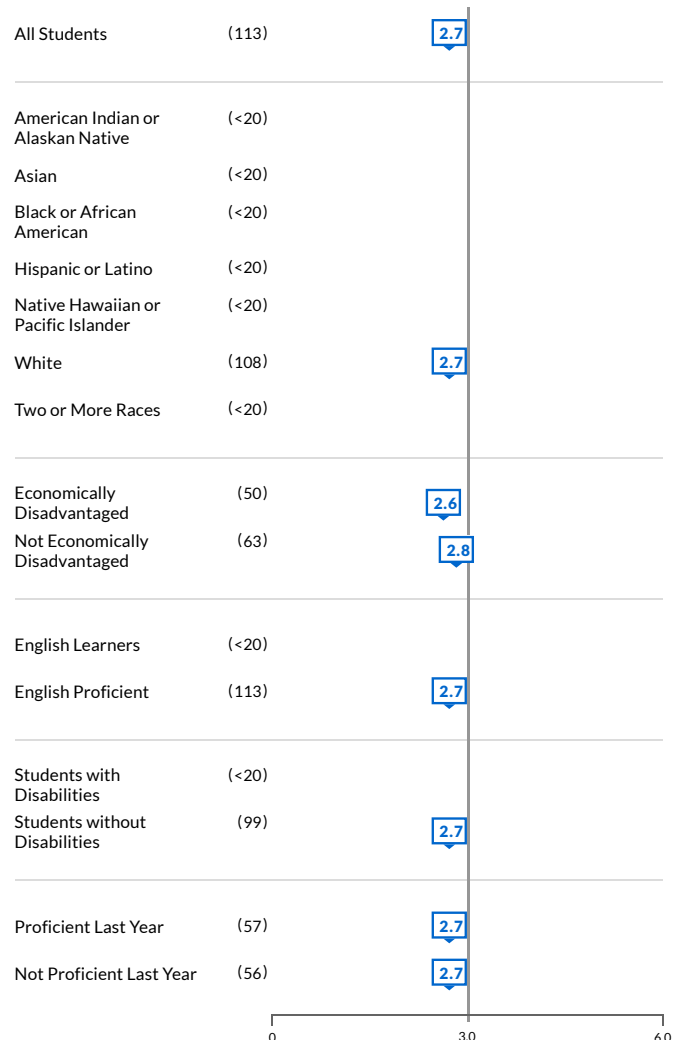 All Students (113) 2.7
American Indian or (<20)
Alaskan Native
Asian (<20)
Black or African (<20)
American
Hispanic or Latino (<20)
Native Hawaiian or (<20)
Pacific Islander
White (108) 2.7
Two or More Races (<20)
Economically (50) 2.6
Disadvantaged
Not Economically (63) 2.8
Disadvantaged
English Learners (<20)
English Proficient (113) 2.7
Students with (<20)
Disabilities
Students without (99) 2.7
Disabilities
Proficient Last Year (57) 2.7
Not Proficient Last Year (56) 2.7
0 3.0 6.0